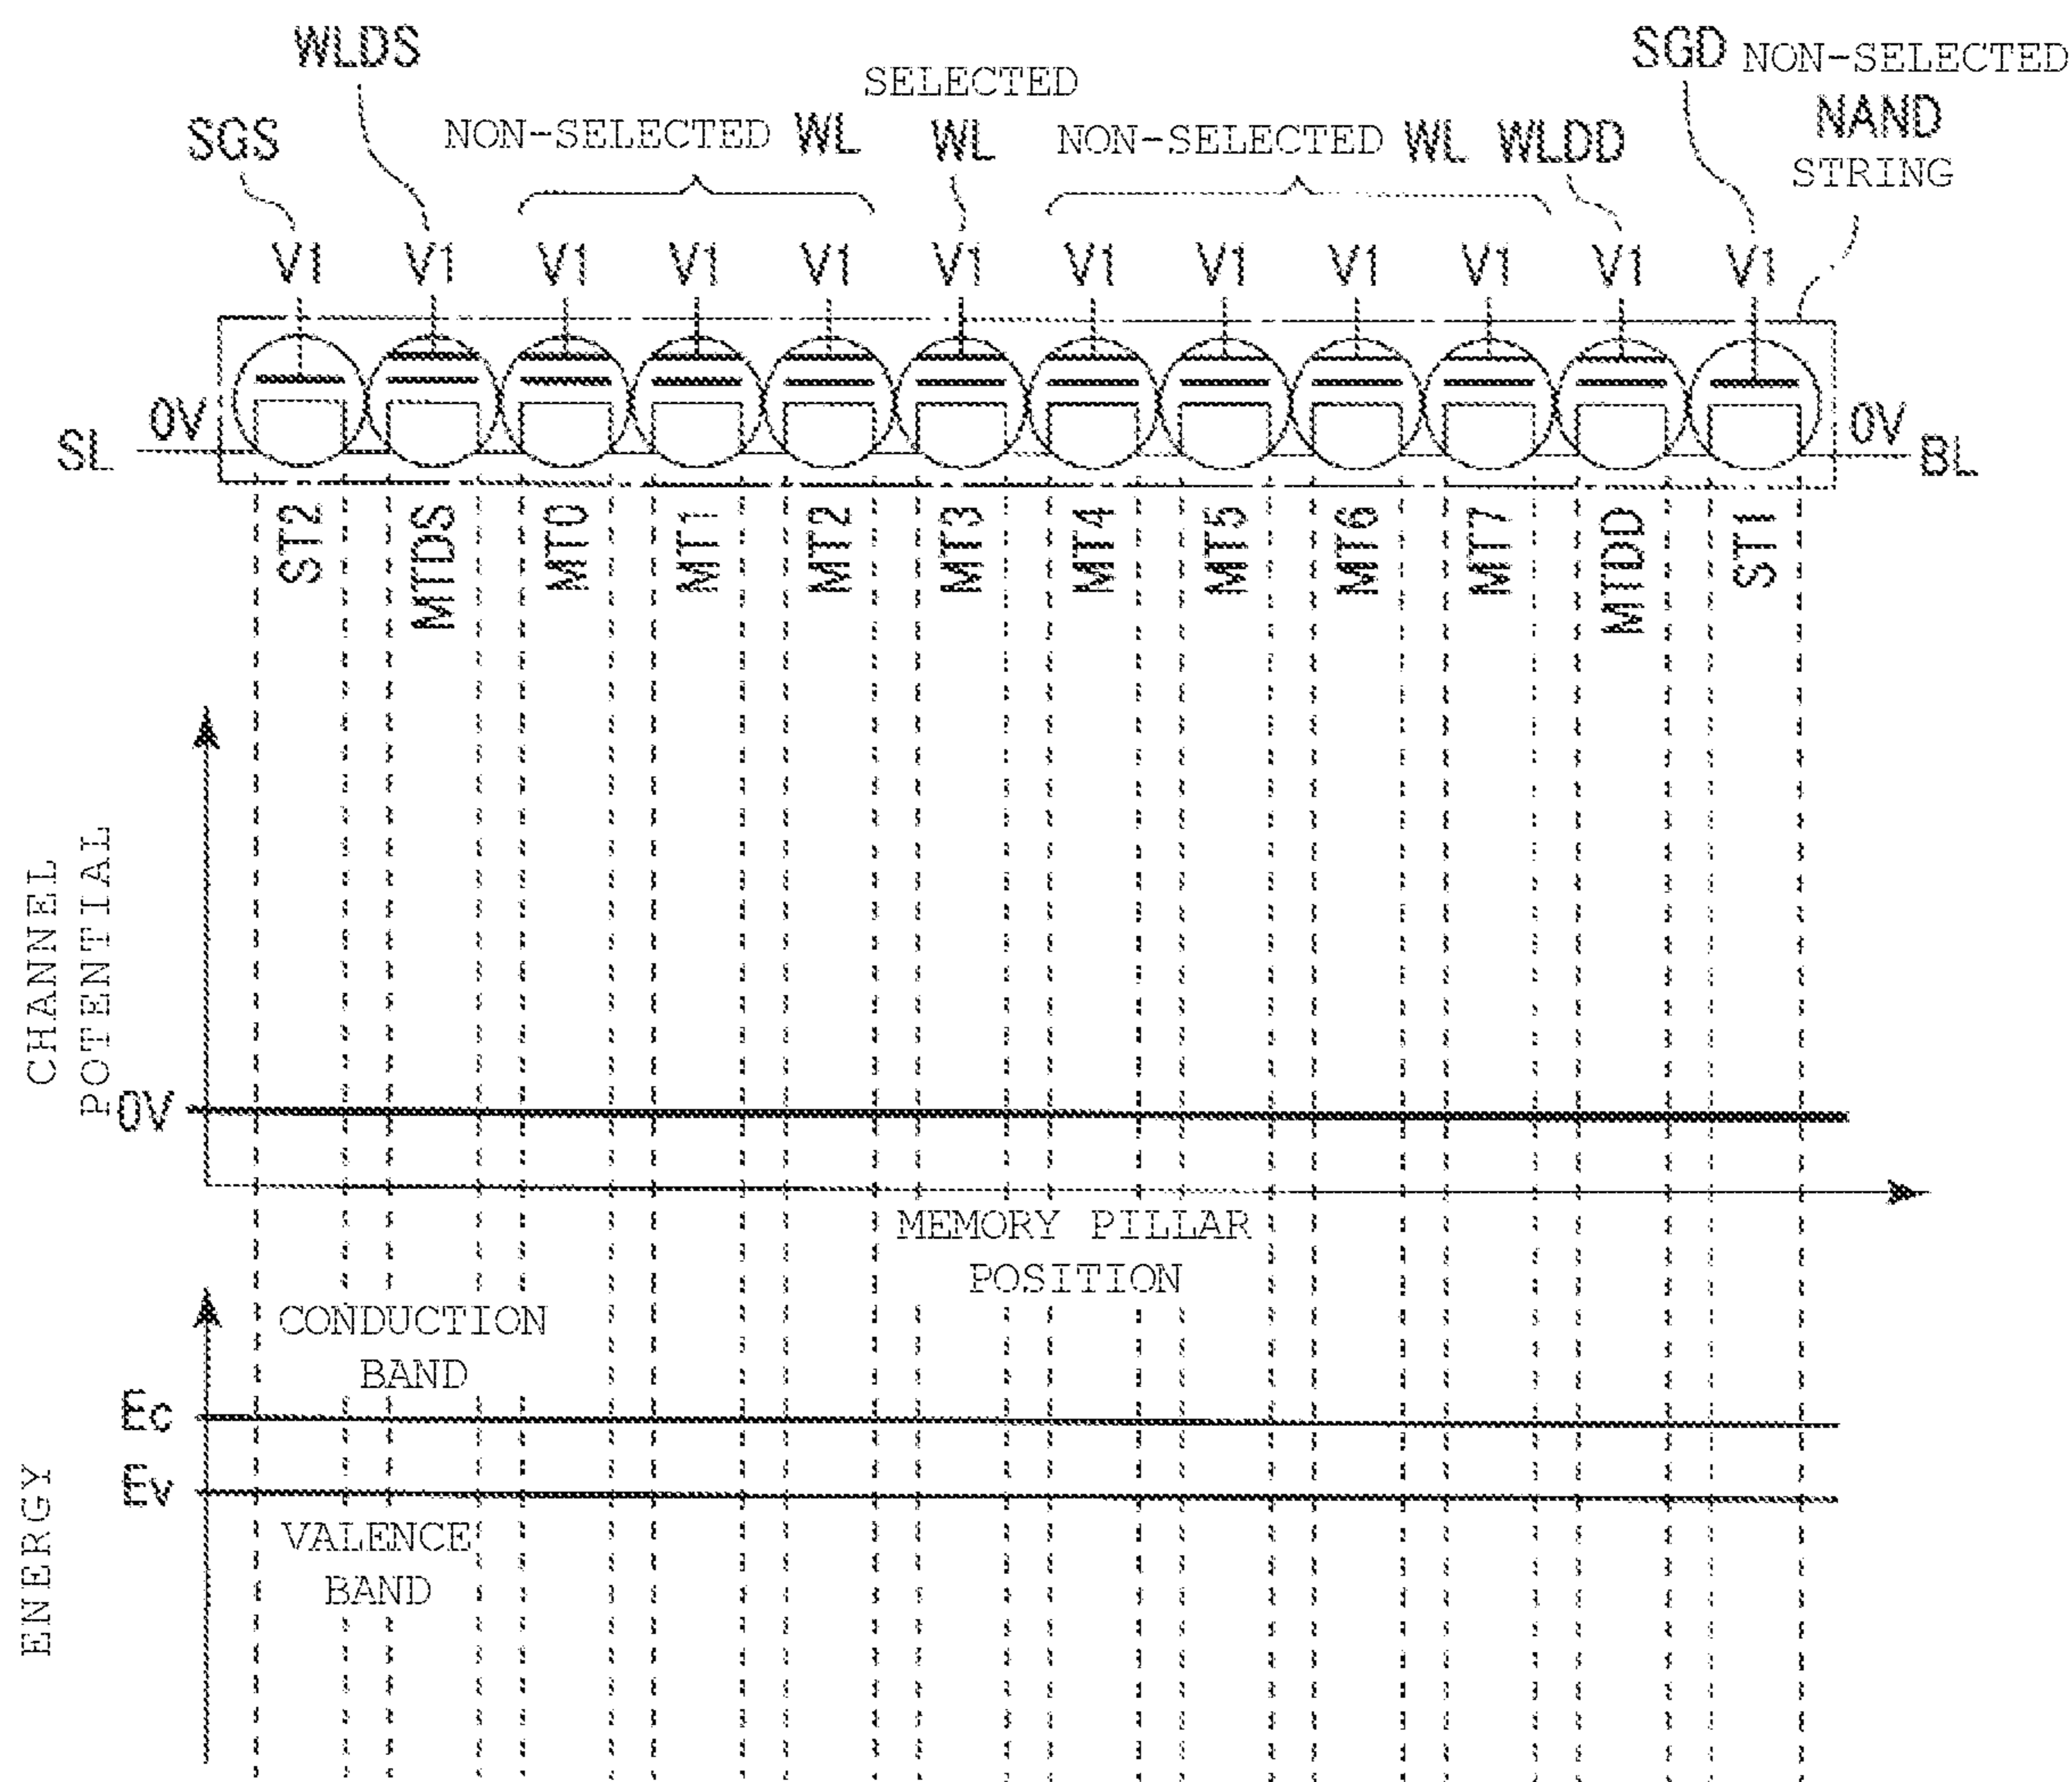 WLDS
SGD NON-SELECTED
SELECTED
SGS NON-SELECTED WL WL NON-SELECTED WL WLDD NAND
STRING
V1 V1 V1 V1 V1 V1 V1 V1 V1 V1 V1 V1
0V 0V
SL BL
ST2 MTDS MT0 MT1 MT2 MT3 MT4 MT5 MT6 MT7 MTDD ST1
CHANNEL
POTENTIAL
0V
MEMORY PILLAR
POSITION
CONDUCTION
BAND
Ec
Ev
VALENCE
BAND
ENERGY